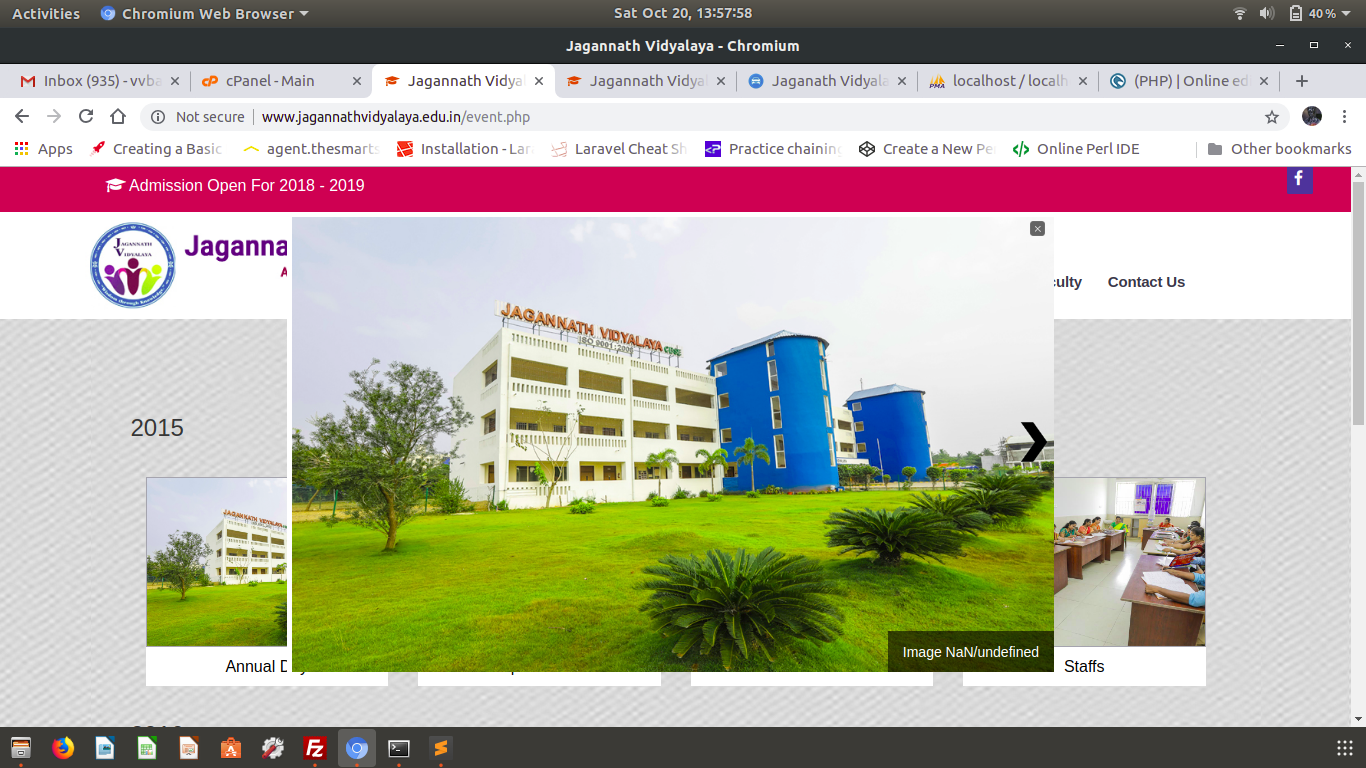 Activities
Chromium Web Browser
Sat Oct 20, 13:57:58
40%
Jagannath Vidyalaya - Chromium
Inbox (935) - vvba
cPanel - Main
Jagannath Vidya
Jagannath Vidyal
Jaganath Vidyala
localhost / localh
(PHP) | Online ed
Not secure
www.jagannathvidyalaya.edu.in/event.php
Apps
Creating a Basic
agent.thesmarts
Installation - Lar
Laravel Cheat Sh
Practice chaining
Create a New Pe
Online Perl IDE
Other bookmarks
Admission Open For 2018 - 2019
f
JAGANNATH
VIDYALAYA
Jaganna
A
culty
Contact Us
JAGANNATH VIDYALAYA CBSE
ISO 9001:2008
2015
JAGANNATH VIDYALAYA
Image NaN/undefined
Annual D y
Staffs